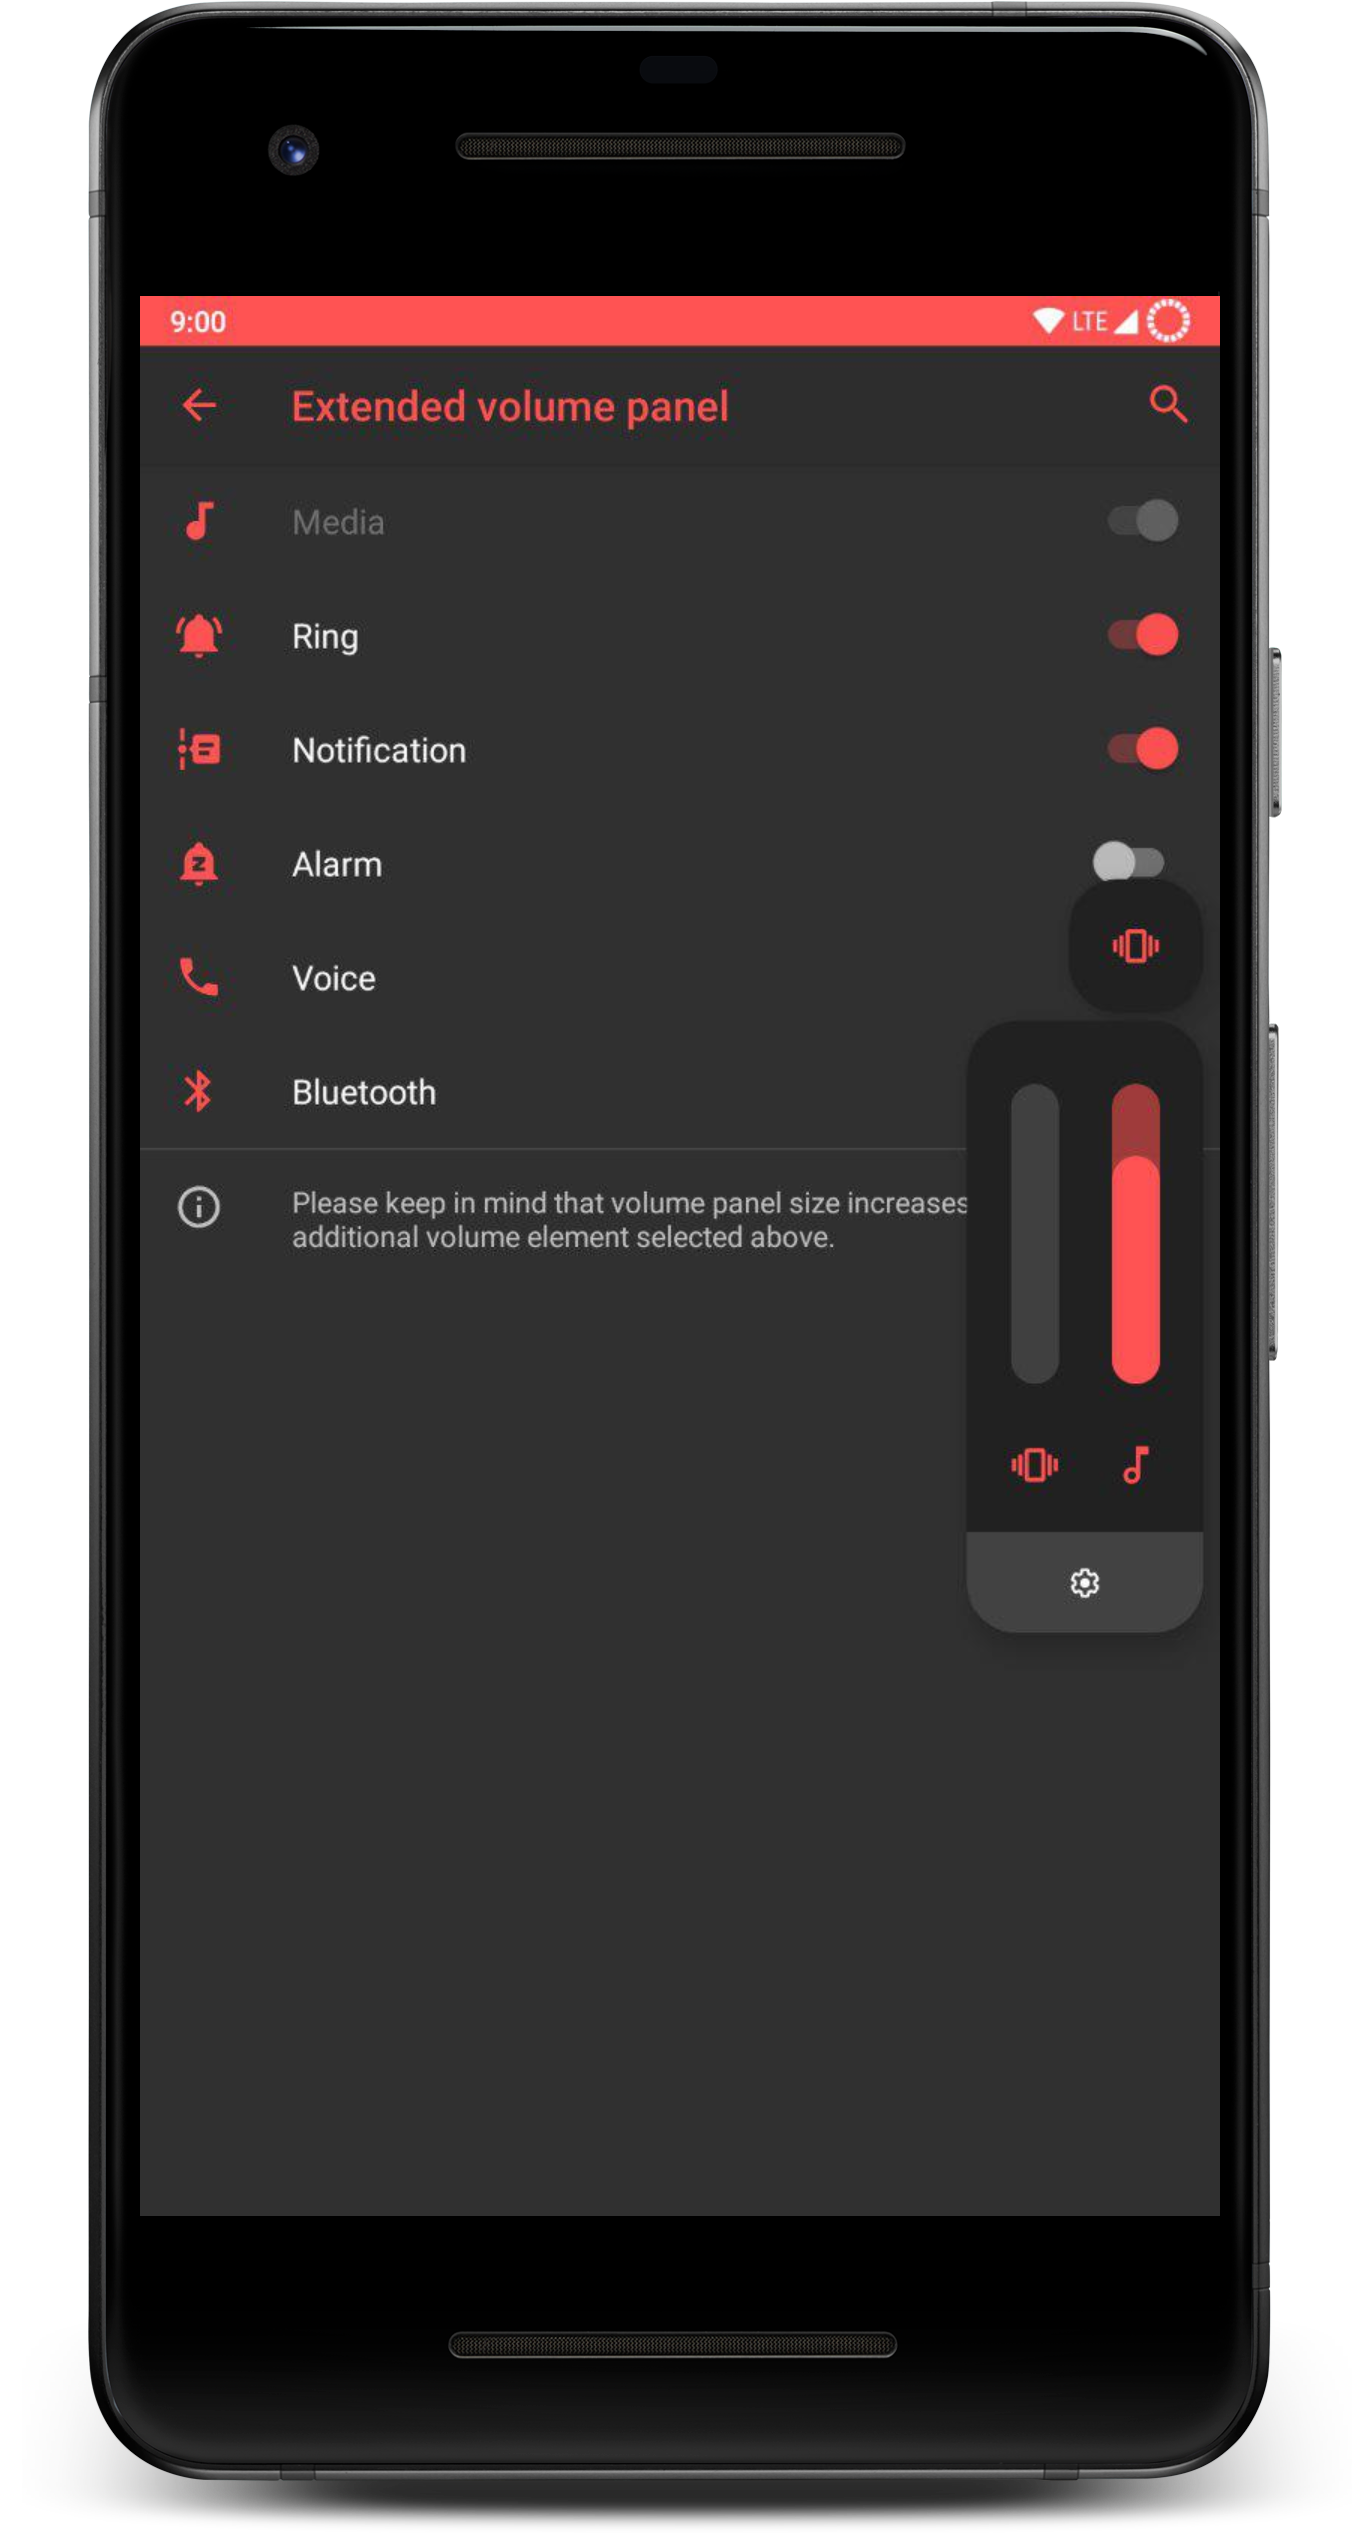 9:00 LTE
Extended volume panel
Media
Ring
Notification
Alarm
Voice
Bluetooth
Please keep in mind that volume panel size increases
additional volume element selected above.